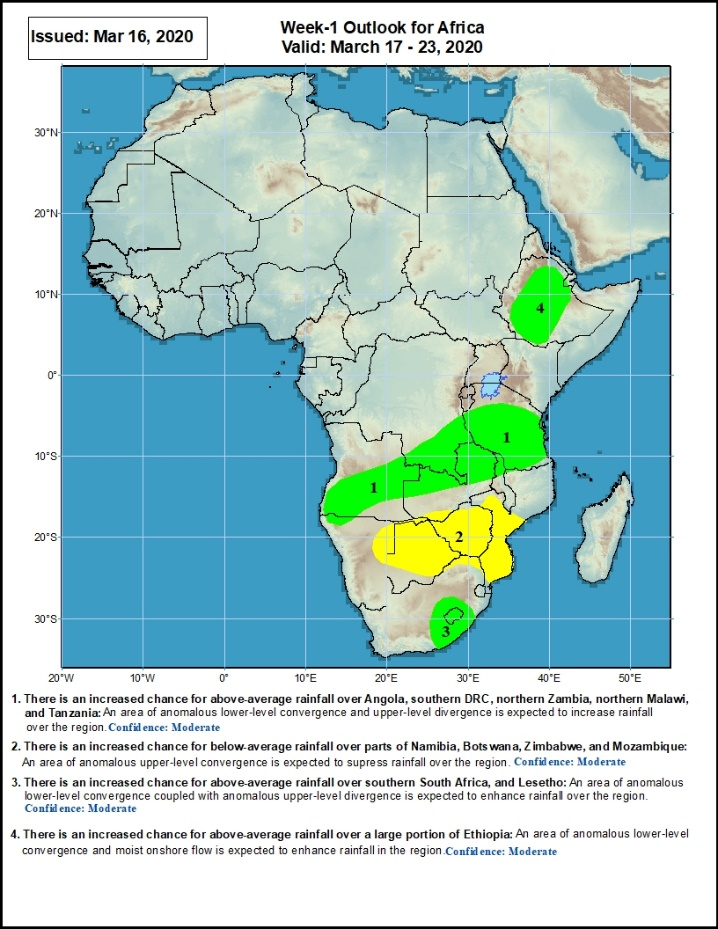 Issued: Mar 16, 2020
Week-1 Outlook for Africa
Valid: March 17 - 23, 2020
30°N
20°N
10°N
0°
10°S
20°S
30°S
4
1
1
2
3
20°W
10°W
0°
10°E
20°E
30°E
40°E
50°E
1. There is an increased chance for above-average rainfall over Angola, southern DRC, northern Zambia, northern Malawi,
and Tanzania: An area of anomalous lower-level convergence and upper-level divergence is expected to increase rainfall
over the region. Confidence: Moderate
2. There is an increased chance for below-average rainfall over parts of Namibia, Botswana, Zimbabwe, and Mozambique:
An area of anomalous upper-level convergence is expected to supress rainfall over the region. Confidence: Moderate
3. There is an increased chance for above-average rainfall over southern South Africa, and Lesetho: An area of anomalous
lower-level convergence coupled with anomalous upper-level divergence is expected to enhance rainfall over the region.
Confidence: Moderate
4. There is an increased chance for above-average rainfall over a large portion of Ethiopia: An area of anomalous lower-level
convergence and moist onshore flow is expected to enhance rainfall in the region. Confidence: Moderate